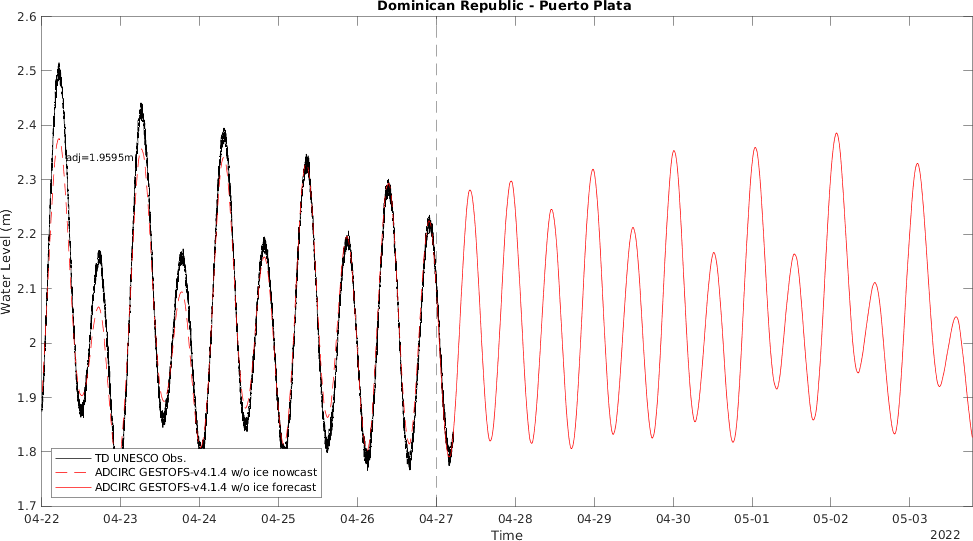 Dominican Republic - Puerto Plata
Water Level (m)
2.6
2.5
2.4
2.3
2.2
2.1
2
1.9
1.8
1.7
adj=1.9595m
TD UNESCO Obs.
ADCIRC GESTOFS-v4.1.4 w/o ice nowcast
ADCIRC GESTOFS-v4.1.4 w/o ice forecast
04-22 04-23 04-24 04-25 04-26 04-27 04-28 04-29 04-30 05-01 05-02 05-03
Time
2022